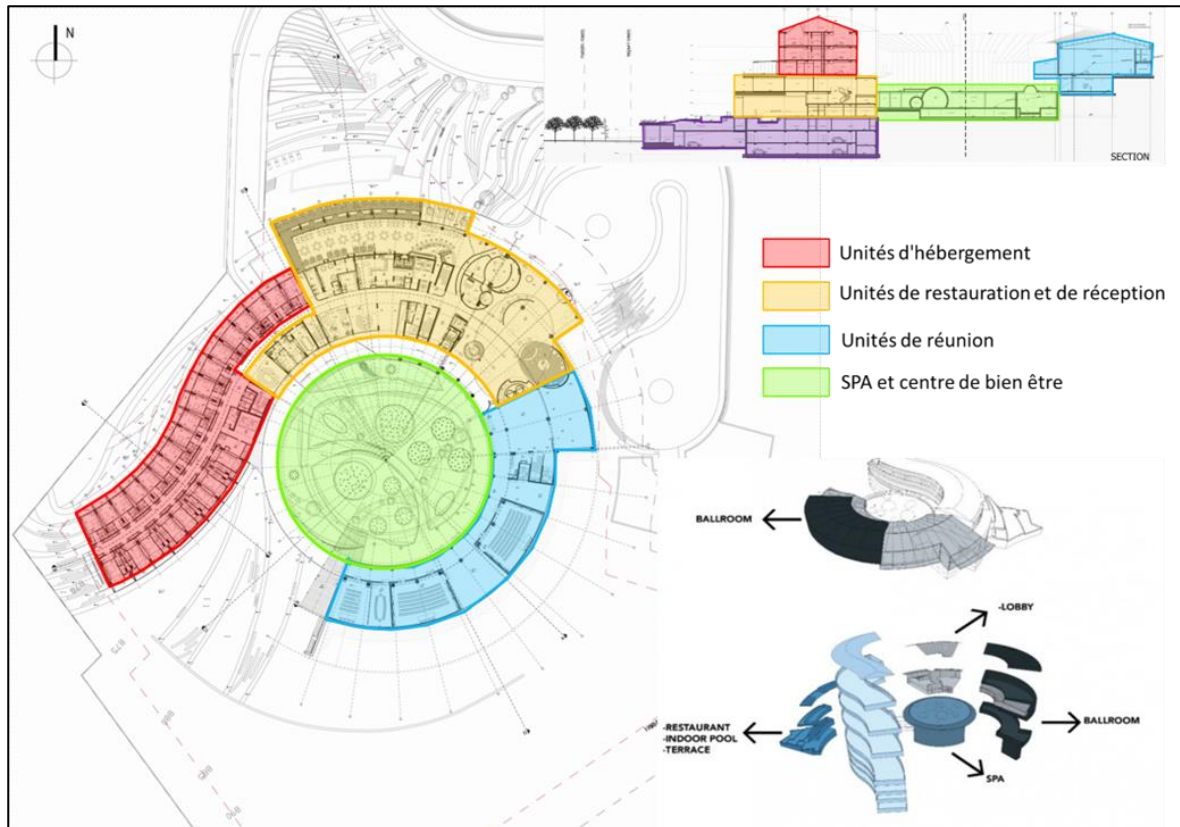 N
SECTION
Unités d'hébergement
Unités de restauration et de réception
Unités de réunion
SPA et centre de bien être
BALLROOM
-LOBBY
-RESTAURANT
-INDOOR POOL
-TERRACE
BALLROOM
SPA